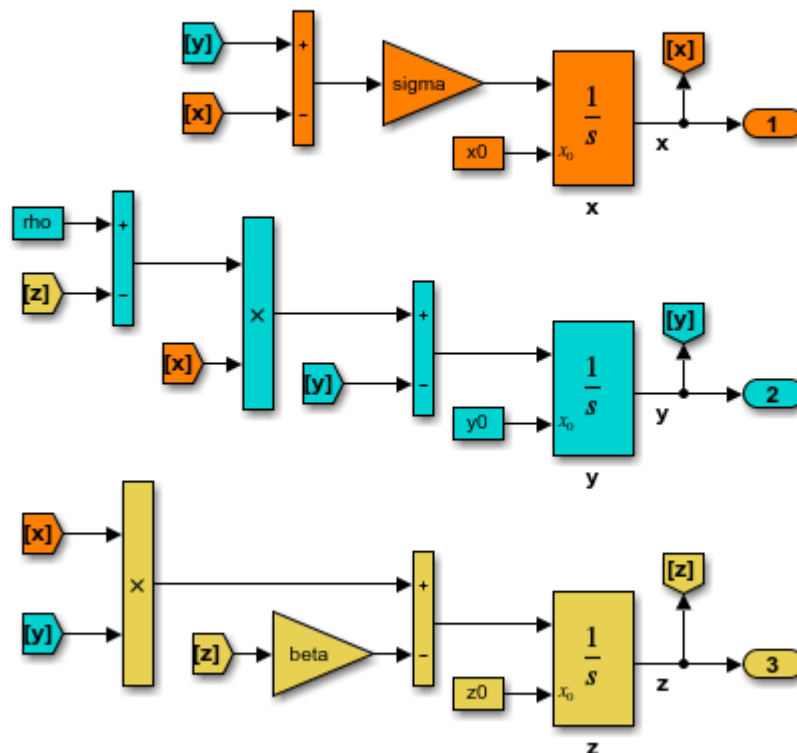 [y]
+
[x]
−
sigma
1
s
x0
x₀
x
x
[x]
1
rho
+
[z]
−
×
[x]
[y]
+
−
1
s
y0
x₀
y
y
[y]
2
[x]
×
[y]
[z]
beta
+
−
1
s
z0
x₀
z
z
[z]
3